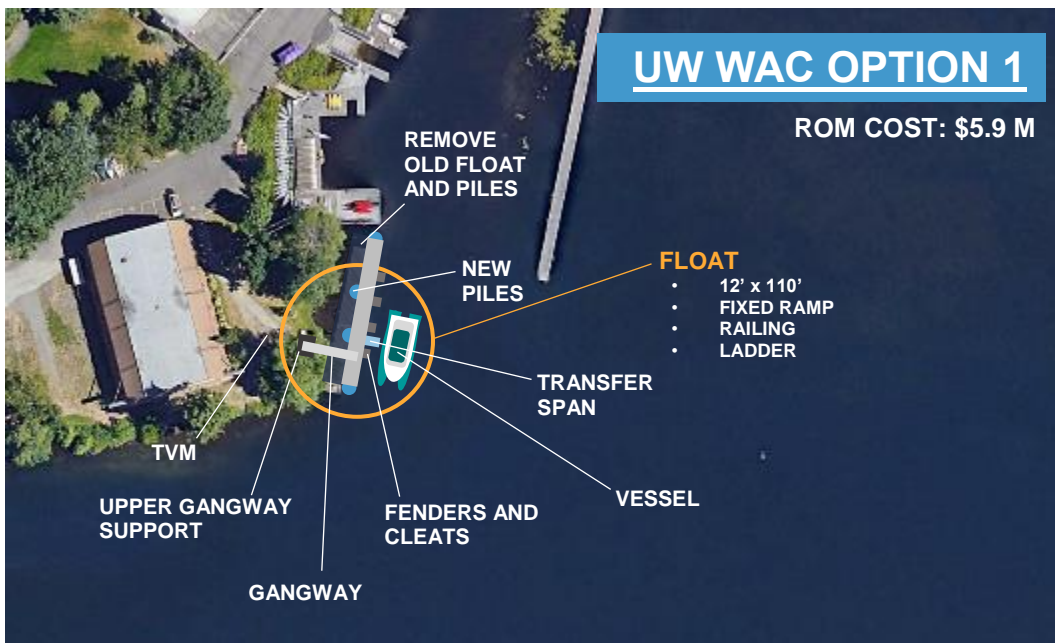 UW WAC OPTION 1
ROM COST: $5.9 M
REMOVE
OLD FLOAT
AND PILES
NEW
PILES
FLOAT
• 12’ x 110’
• FIXED RAMP
• RAILING
• LADDER
TRANSFER
SPAN
TVM
UPPER GANGWAY
SUPPORT
FENDERS AND
CLEATS
VESSEL
GANGWAY